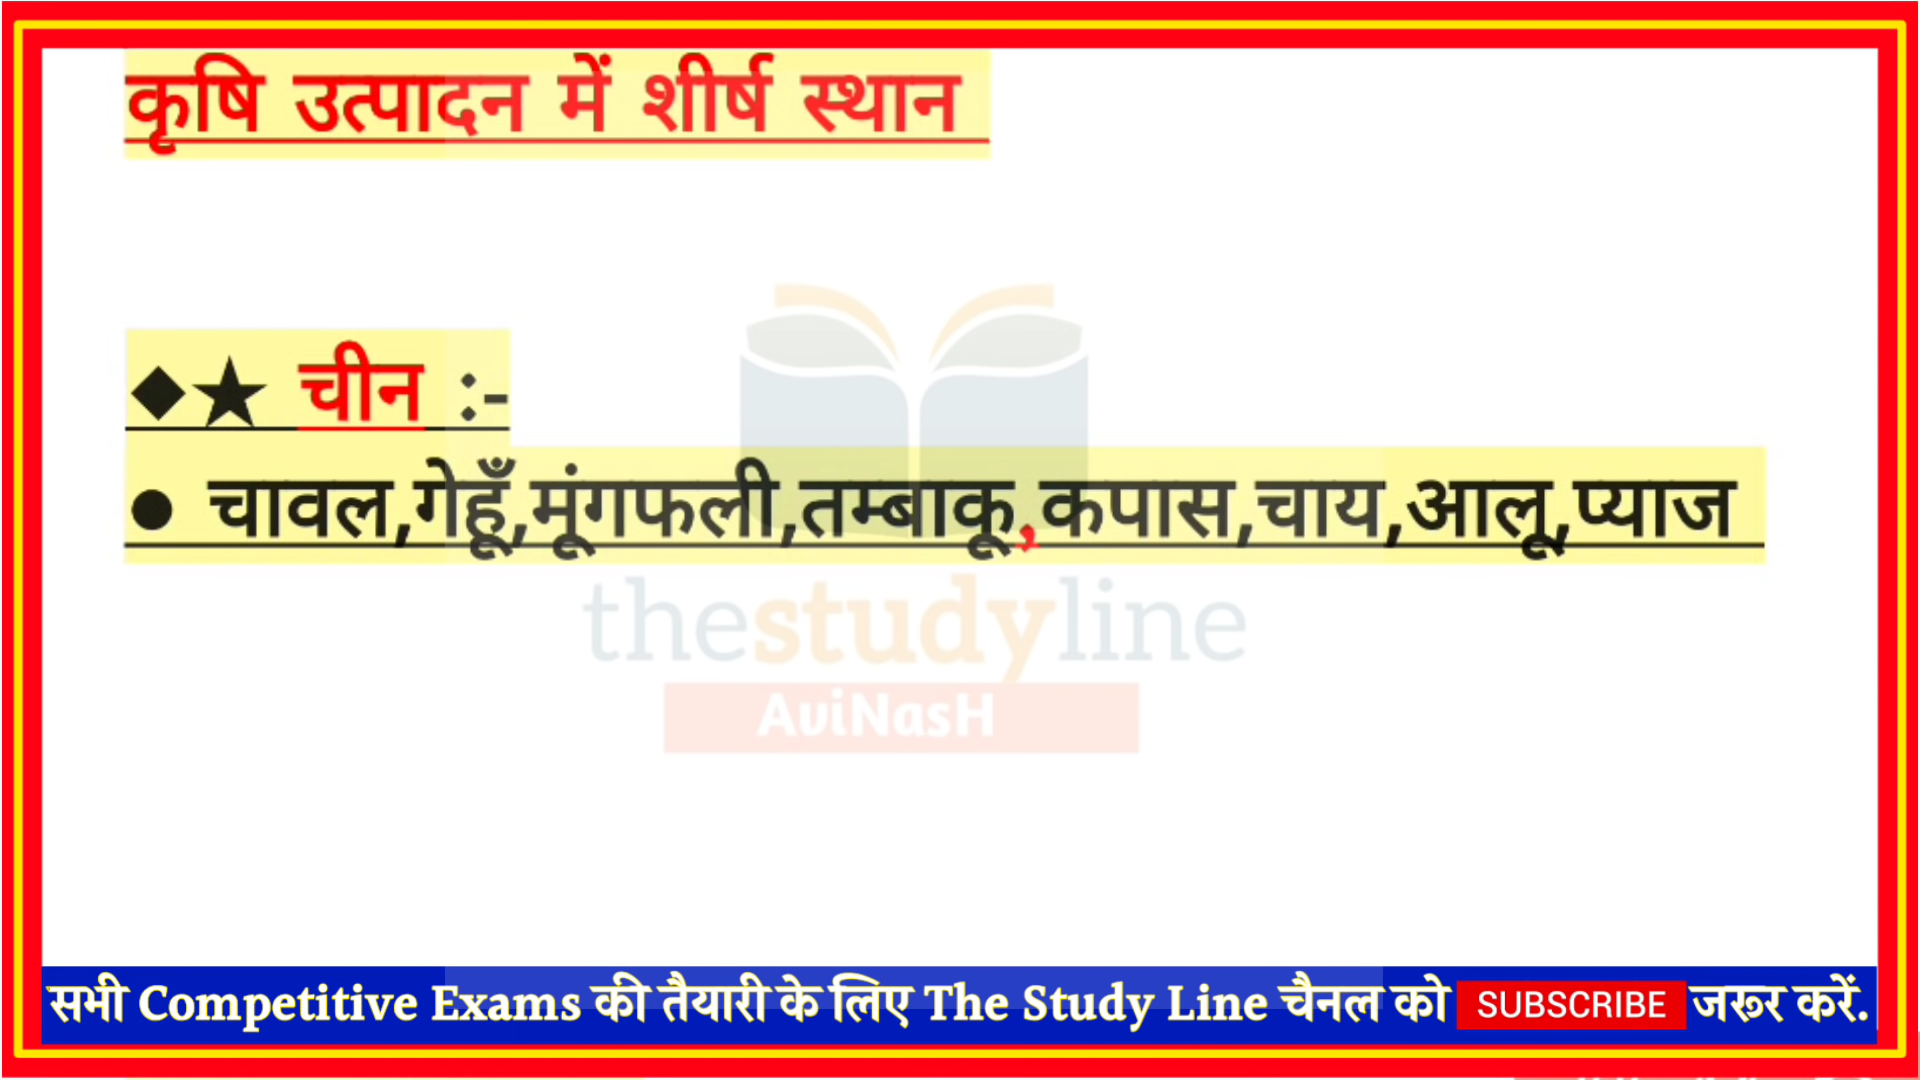 कृषि उत्पादन में शीर्ष स्थान
◆★ चीन :-
● चावल,गेहूँ,मूंगफली,तम्बाकू,कपास,चाय,आलू,प्याज
thestudyline
AviNasH
सभी Competitive Exams की तैयारी के लिए The Study Line चैनल को SUBSCRIBE जरूर करें.